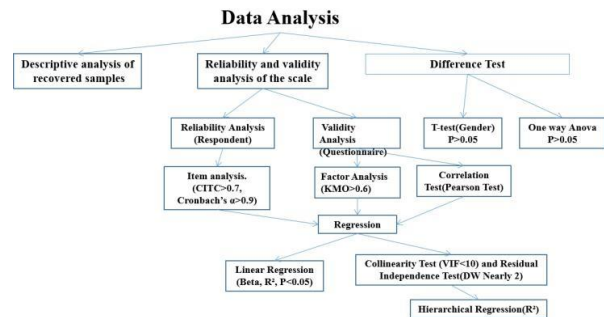 Data Analysis
Descriptive analysis of
recovered samples
Reliability and validity
analysis of the scale
Difference Test
Reliability Analysis
(Respondent)
Validity
Analysis
(Questionnaire)
T-test(Gender)
P>0.05
One way Anova
P>0.05
Item analysis.
(CITC>0.7,
Cronbach's α>0.9)
Factor Analysis
(KMO>0.6)
Correlation
Test(Pearson Test)
Regression
Linear Regression
(Beta, R², P<0.05)
Collinearity Test (VIF<10) and Residual
Independence Test(DW Nearly 2)
Hierarchical Regression(R²)